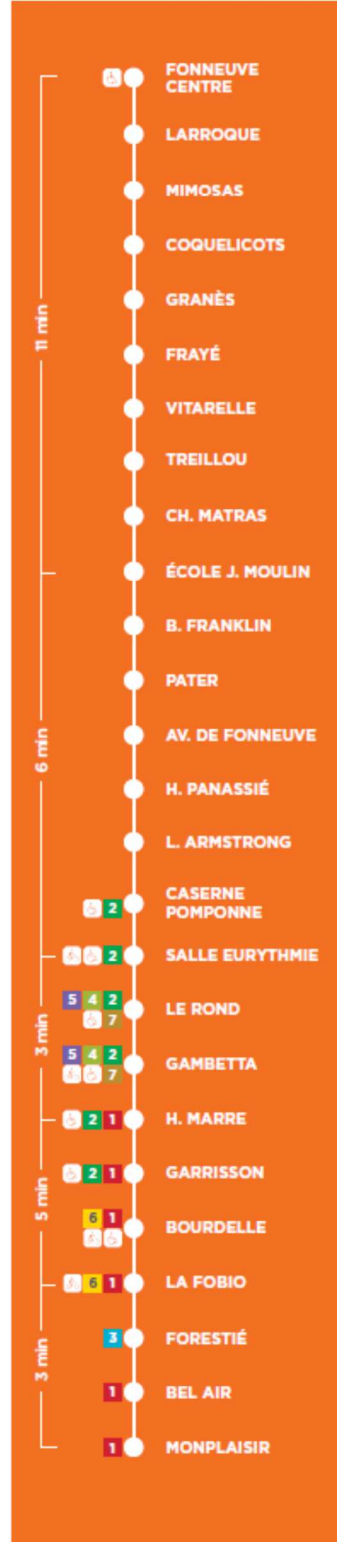 FONNEUVE
CENTRE
LARROQUE
MIMOSAS
COQUELICOTS
GRANÈS
11 min
FRAYÉ
VITARELLE
TREILLOU
CH. MATRAS
ÉCOLE J. MOULIN
B. FRANKLIN
PATER
6 min
AV. DE FONNEUVE
H. PANASSIÉ
L. ARMSTRONG
2
CASERNE
POMPONNE
2
SALLE EURYTHMIE
5 4 2
7
LE ROND
3 min
5 4 2
7
GAMBETTA
2 1
H. MARRE
2 1
GARRISSON
5 min
6 1
BOURDELLE
6 1
LA FOBIO
3
FORESTIÉ
3 min
1
BEL AIR
1
MONPLAISIR